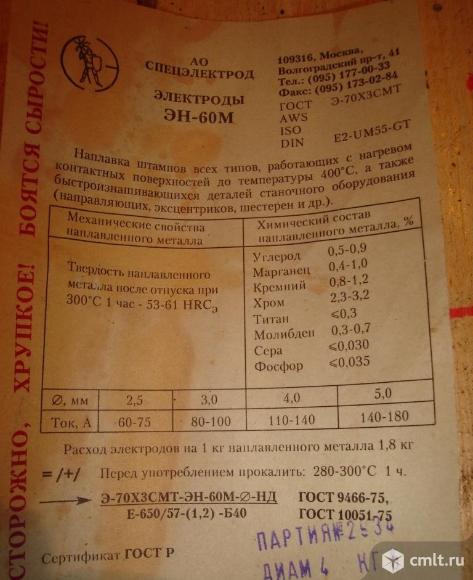 СТОРОЖНО, ХРУПКОЕ! БОЯТСЯ СЫРОСТИ!
АО
СПЕЦЭЛЕКТРОД
ЭЛЕКТРОДЫ
ЭН-60М
109316, Москва,
Волгоградский пр-т, 41
Тел.: (095) 177-00-33
Факс: (095) 173-02-84
ГОСТ Э-70Х3СМТ
AWS
ISO
DIN E2-UM55-GT
Наплавка штампов всех типов, работающих с нагревом
контактных поверхностей до температуры 400°С, а также
быстроизнашивающихся деталей станочного оборудования
(направляющих, эксцентриков, шестерен и др.).
Механические свойства
наплавленного металла
Химический состав
наплавленного металла, %
Твердость наплавленного
металла после отпуска при
300°С 1 час - 53-61 HRCэ
Углерод 0,5-0,9
Марганец 0,4-1,0
Кремний 0,8-1,2
Хром 2,3-3,2
Титан ≤0,3
Молибден 0,3-0,7
Сера ≤0,030
Фосфор ≤0,035
∅, мм 2,5 3,0 4,0 5,0
Ток, А 60-75 80-100 110-140 140-180
Расход электродов на 1 кг наплавленного металла 1,8 кг
= /+/ Перед употреблением прокалить: 280-300°С 1 ч.
Э-70Х3СМТ-ЭН-60М-∅-НД ГОСТ 9466-75,
Е-650/57-(1,2) -Б40 ГОСТ 10051-75
Сертификат ГОСТ Р
ПАРТИЯ№2534
ДИАМ 4 КГ
cmlt.ru